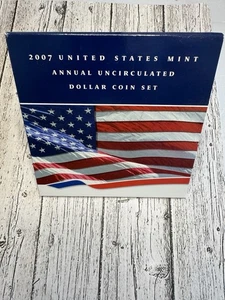 2007 UNITED STATES MINT
ANNUAL UNCIRCULATED
DOLLAR COIN SET